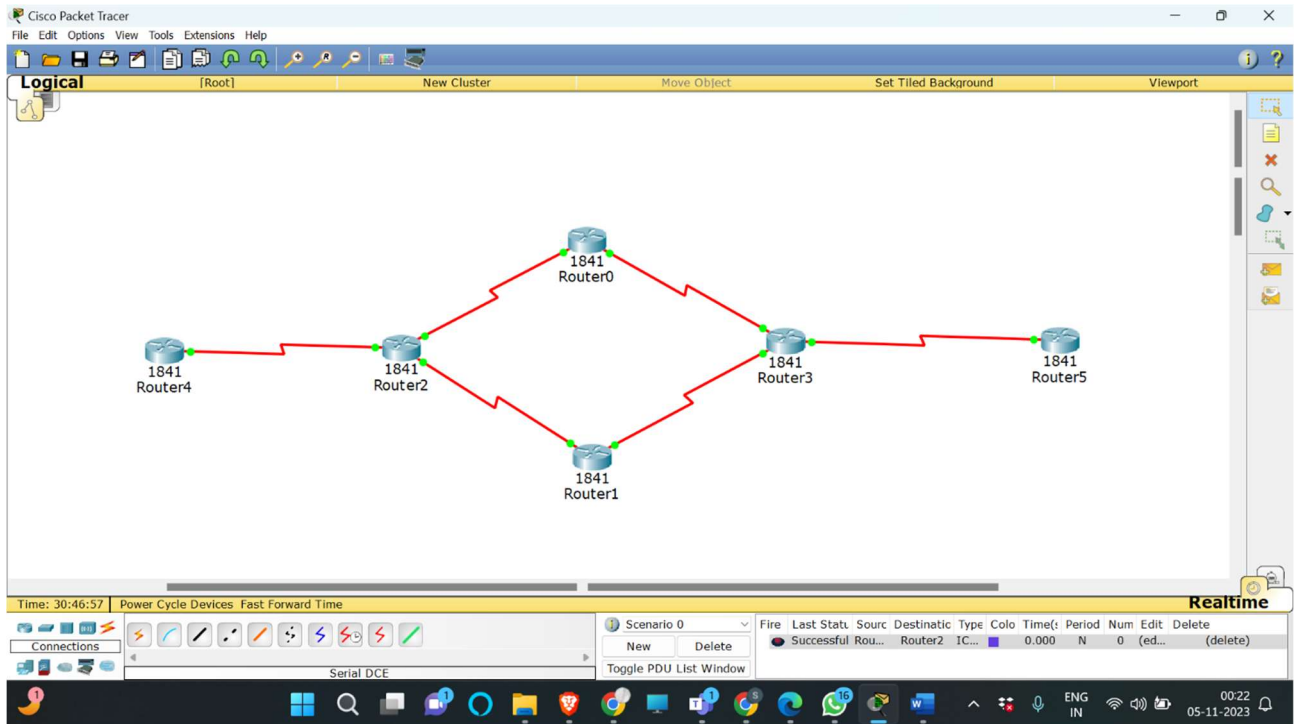 Cisco Packet Tracer
File Edit Options View Tools Extensions Help
Logical [Root] New Cluster Move Object Set Tiled Background Viewport
1841
Router0
1841
Router4
1841
Router2
1841
Router3
1841
Router5
1841
Router1
Time: 30:46:57 Power Cycle Devices Fast Forward Time Realtime
Connections
Serial DCE
Scenario 0
New Delete
Toggle PDU List Window
Fire Last Statu Sourc Destinatic Type Colo Time(s Period Num Edit Delete
Successful Rou... Router2 IC... 0.000 N 0 (ed... (delete)
1
1
1
S
16
ENG
IN
00:22
05-11-2023